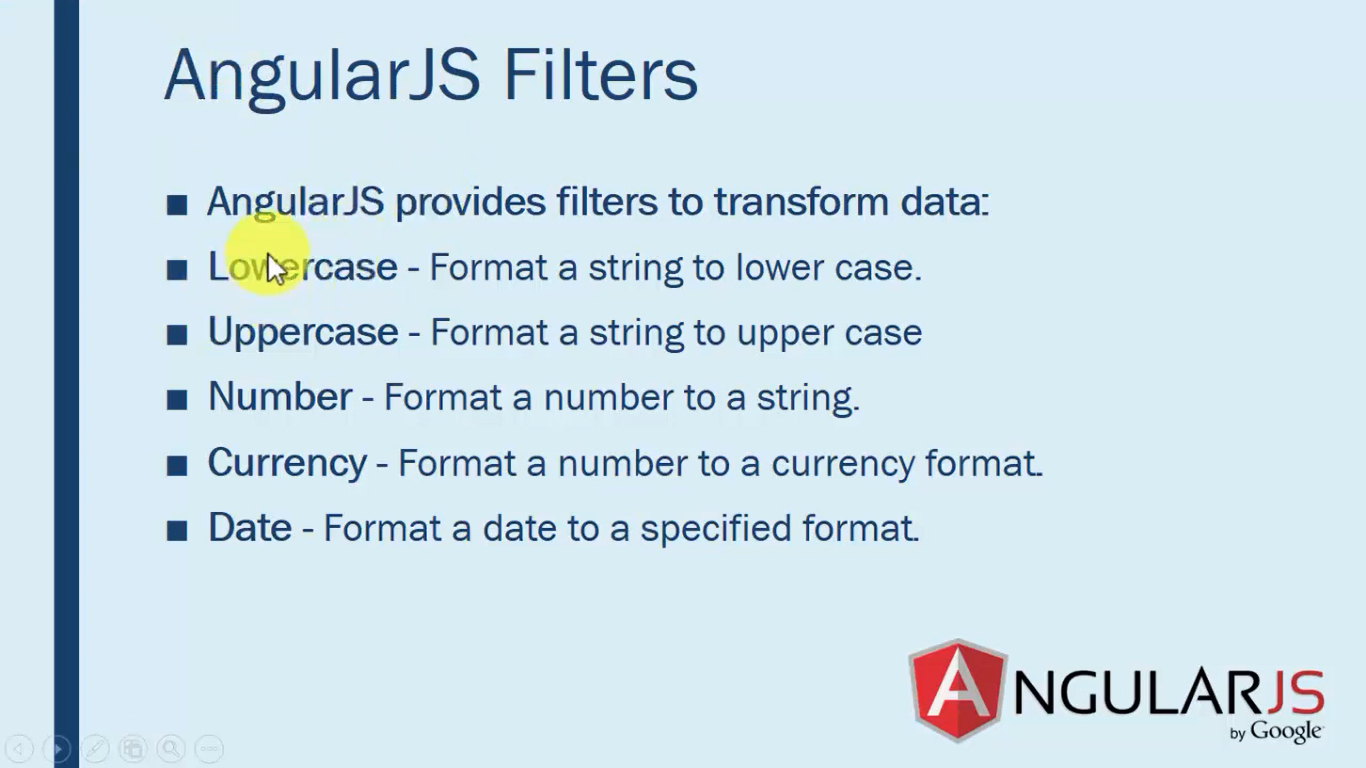 AngularJS Filters
AngularJS provides filters to transform data:
Lowercase - Format a string to lower case.
Uppercase - Format a string to upper case
Number - Format a number to a string.
Currency - Format a number to a currency format.
Date - Format a date to a specified format.
ANGULARJS
by Google